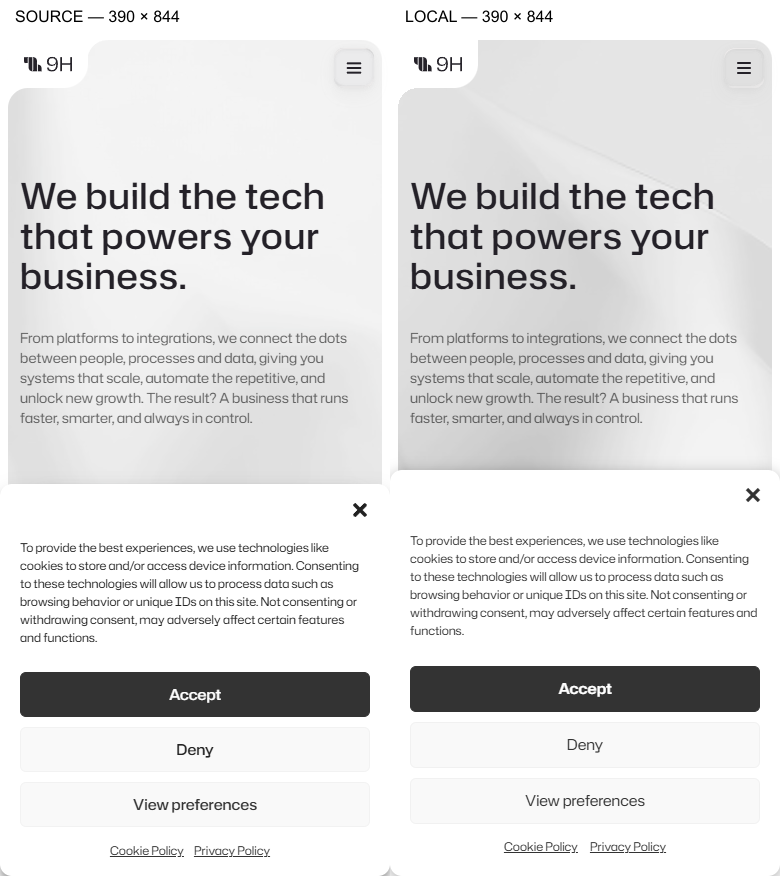 SOURCE — 390 × 844
9H
We build the tech
that powers your
business.
From platforms to integrations, we connect the dots
between people, processes and data, giving you
systems that scale, automate the repetitive, and
unlock new growth. The result? A business that runs
faster, smarter, and always in control.
To provide the best experiences, we use technologies like
cookies to store and/or access device information. Consenting
to these technologies will allow us to process data such as
browsing behavior or unique IDs on this site. Not consenting or
withdrawing consent, may adversely affect certain features
and functions.
Accept
Deny
View preferences
Cookie Policy Privacy Policy
LOCAL — 390 × 844
9H
We build the tech
that powers your
business.
From platforms to integrations, we connect the dots
between people, processes and data, giving you
systems that scale, automate the repetitive, and
unlock new growth. The result? A business that runs
faster, smarter, and always in control.
To provide the best experiences, we use technologies like
cookies to store and/or access device information. Consenting
to these technologies will allow us to process data such as
browsing behavior or unique IDs on this site. Not consenting or
withdrawing consent, may adversely affect certain features and
functions.
Accept
Deny
View preferences
Cookie Policy Privacy Policy